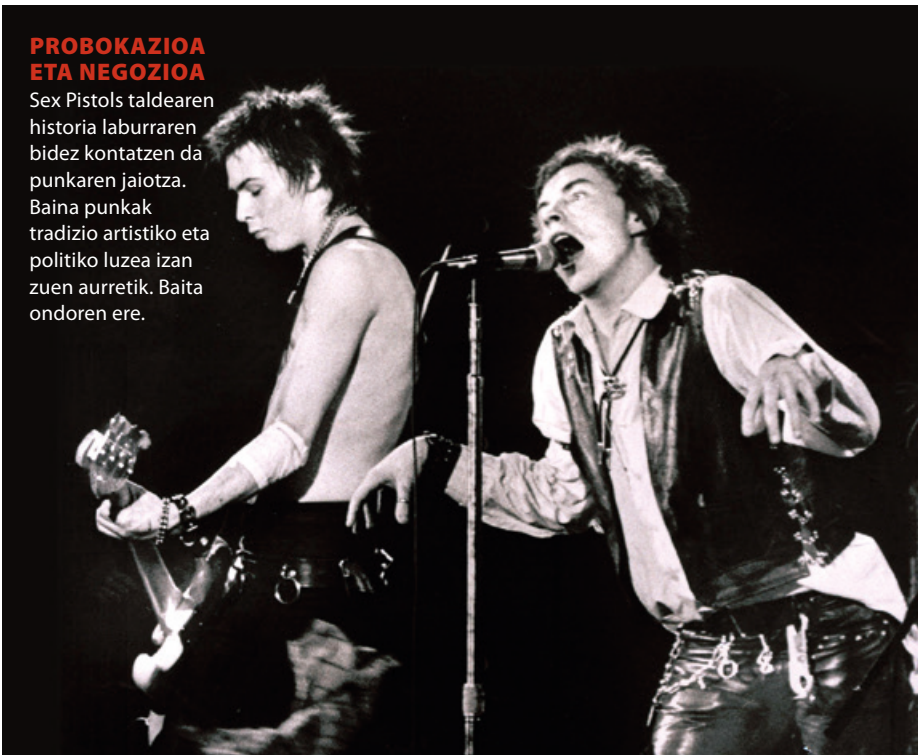 PROBOKAZIOA
ETA NEGOZIOA
Sex Pistols taldearen
historia laburraren
bidez kontatzen da
punkaren jaiotza.
Baina punkak
tradizio artistiko eta
politiko luzea izan
zuen aurretik. Baita
ondoren ere.